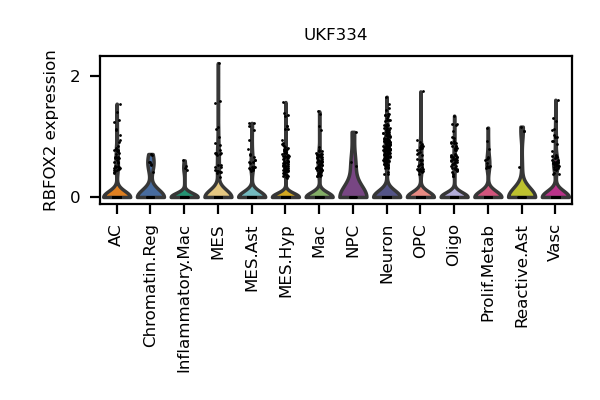 UKF334
RBFOX2 expression
2
0
AC
Chromatin.Reg
Inflammatory.Mac
MES
MES.Ast
MES.Hyp
Mac
NPC
Neuron
OPC
Oligo
Prolif.Metab
Reactive.Ast
Vasc